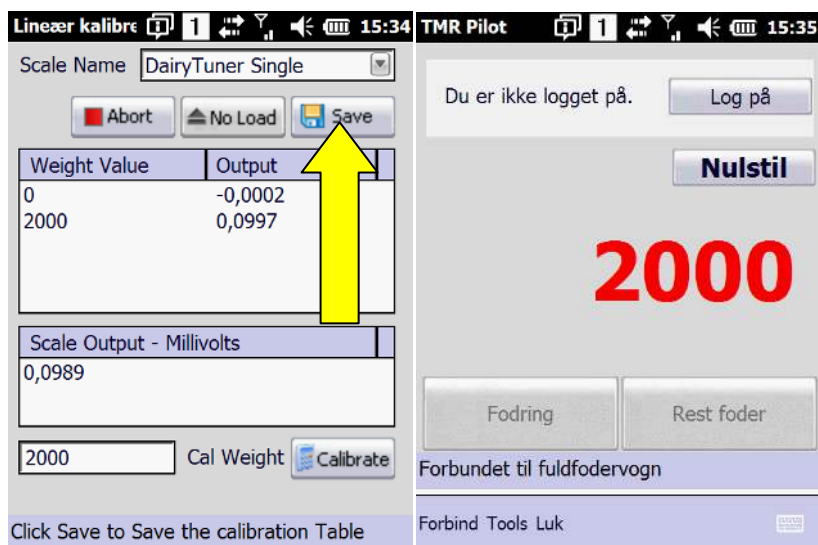 Lineær kalibre 1 15:34
Scale Name DairyTuner Single
Abort No Load Save
Weight Value Output
0 -0,0002
2000 0,0997
Scale Output - Millivolts
0,0989
2000 Cal Weight Calibrate
Click Save to Save the calibration Table
TMR Pilot 1 15:35
Du er ikke logget på. Log på
Nulstil
2000
Fodring Rest foder
Forbundet til fuldfodervogn
Forbind Tools Luk